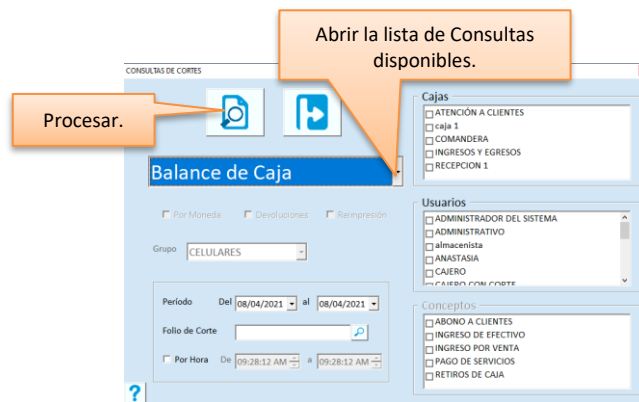 Abrir la lista de Consultas
disponibles.
CONSULTAS DE CORTES
Procesar.
Balance de Caja
Por Moneda Devoluciones Reimpresión
Grupo CELULARES
Período Del 08/04/2021 al 08/04/2021
Folio de Corte
Por Hora De 09:28:12 AM a 09:28:12 AM
?
Cajas
ATENCIÓN A CLIENTES
caja 1
COMANDERA
INGRESOS Y EGRESOS
RECEPCION 1
Usuarios
ADMINISTRADOR DEL SISTEMA
ADMINISTRATIVO
almacenista
ANASTASIA
CAJERO
CAJERO CON CORTE
Conceptos
ABONO A CLIENTES
INGRESO DE EFECTIVO
INGRESO POR VENTA
PAGO DE SERVICIOS
RETIROS DE CAJA